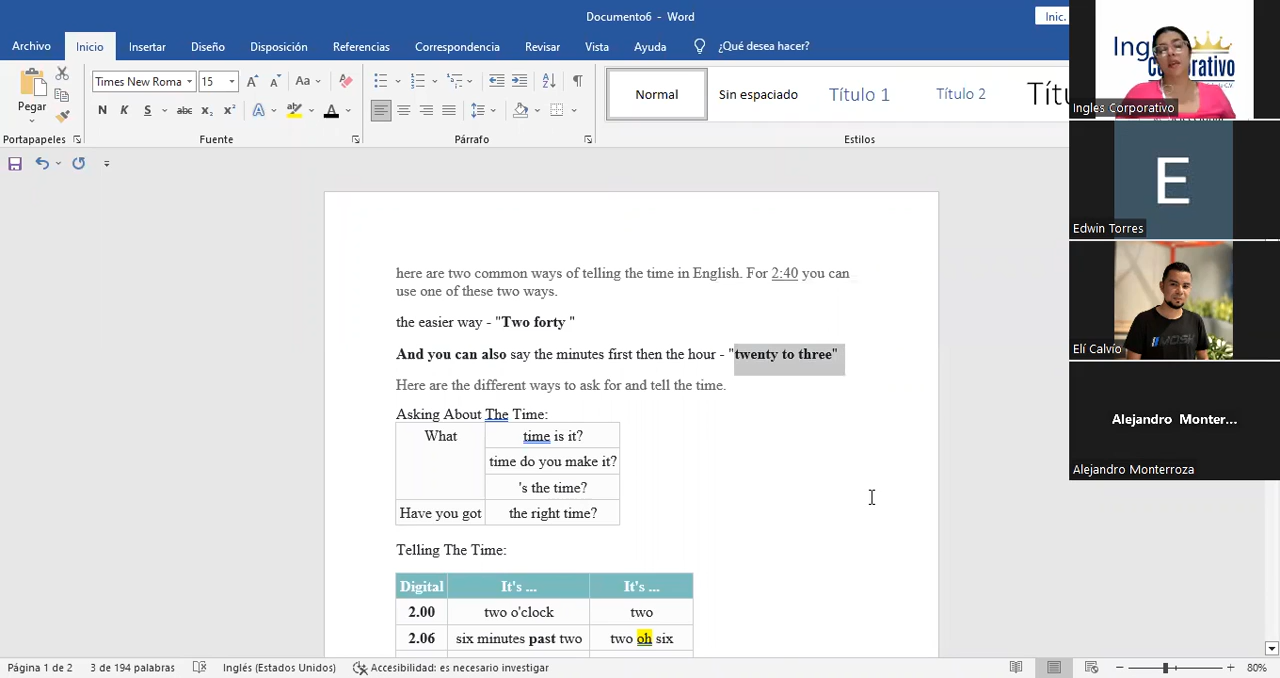 Documento6 - Word
Inic.
Archivo Inicio Insertar Diseño Disposición Referencias Correspondencia Revisar Vista Ayuda ¿Qué desea hacer?
Pegar
Times New Roma 15
Aa
N K S abc x₂ x² A A
Portapapeles Fuente Párrafo Estilos
Normal Sin espaciado Título 1 Título 2
here are two common ways of telling the time in English. For 2:40 you can
use one of these two ways.
the easier way - "Two forty "
And you can also say the minutes first then the hour - "twenty to three"
Here are the different ways to ask for and tell the time.
Asking About The Time:
What time is it?
time do you make it?
's the time?
Have you got the right time?
Telling The Time:
Digital It's ... It's ...
2.00 two o'clock two
2.06 six minutes past two two oh six
Página 1 de 2 3 de 194 palabras Inglés (Estados Unidos) Accesibilidad: es necesario investigar 80%
Ingles Corporativo
E
Edwin Torres
Elí Calvío
Alejandro Monter...
Alejandro Monterroza